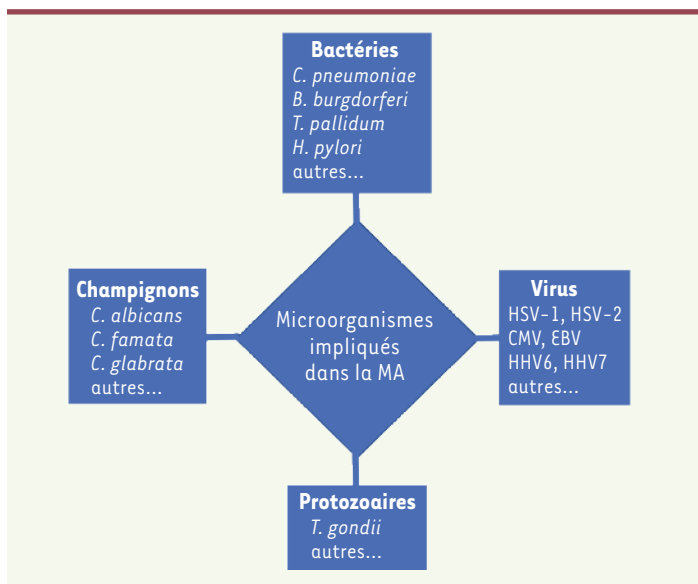 Bactéries
C. pneumoniae
B. burgdorferi
T. pallidum
H. pylori
autres...
Champignons
C. albicans
C. famata
C. glabrata
autres...
Microorganismes
impliqués
dans la MA
Virus
HSV-1, HSV-2
CMV, EBV
HHV6, HHV7
autres...
Protozoaires
T. gondii
autres...